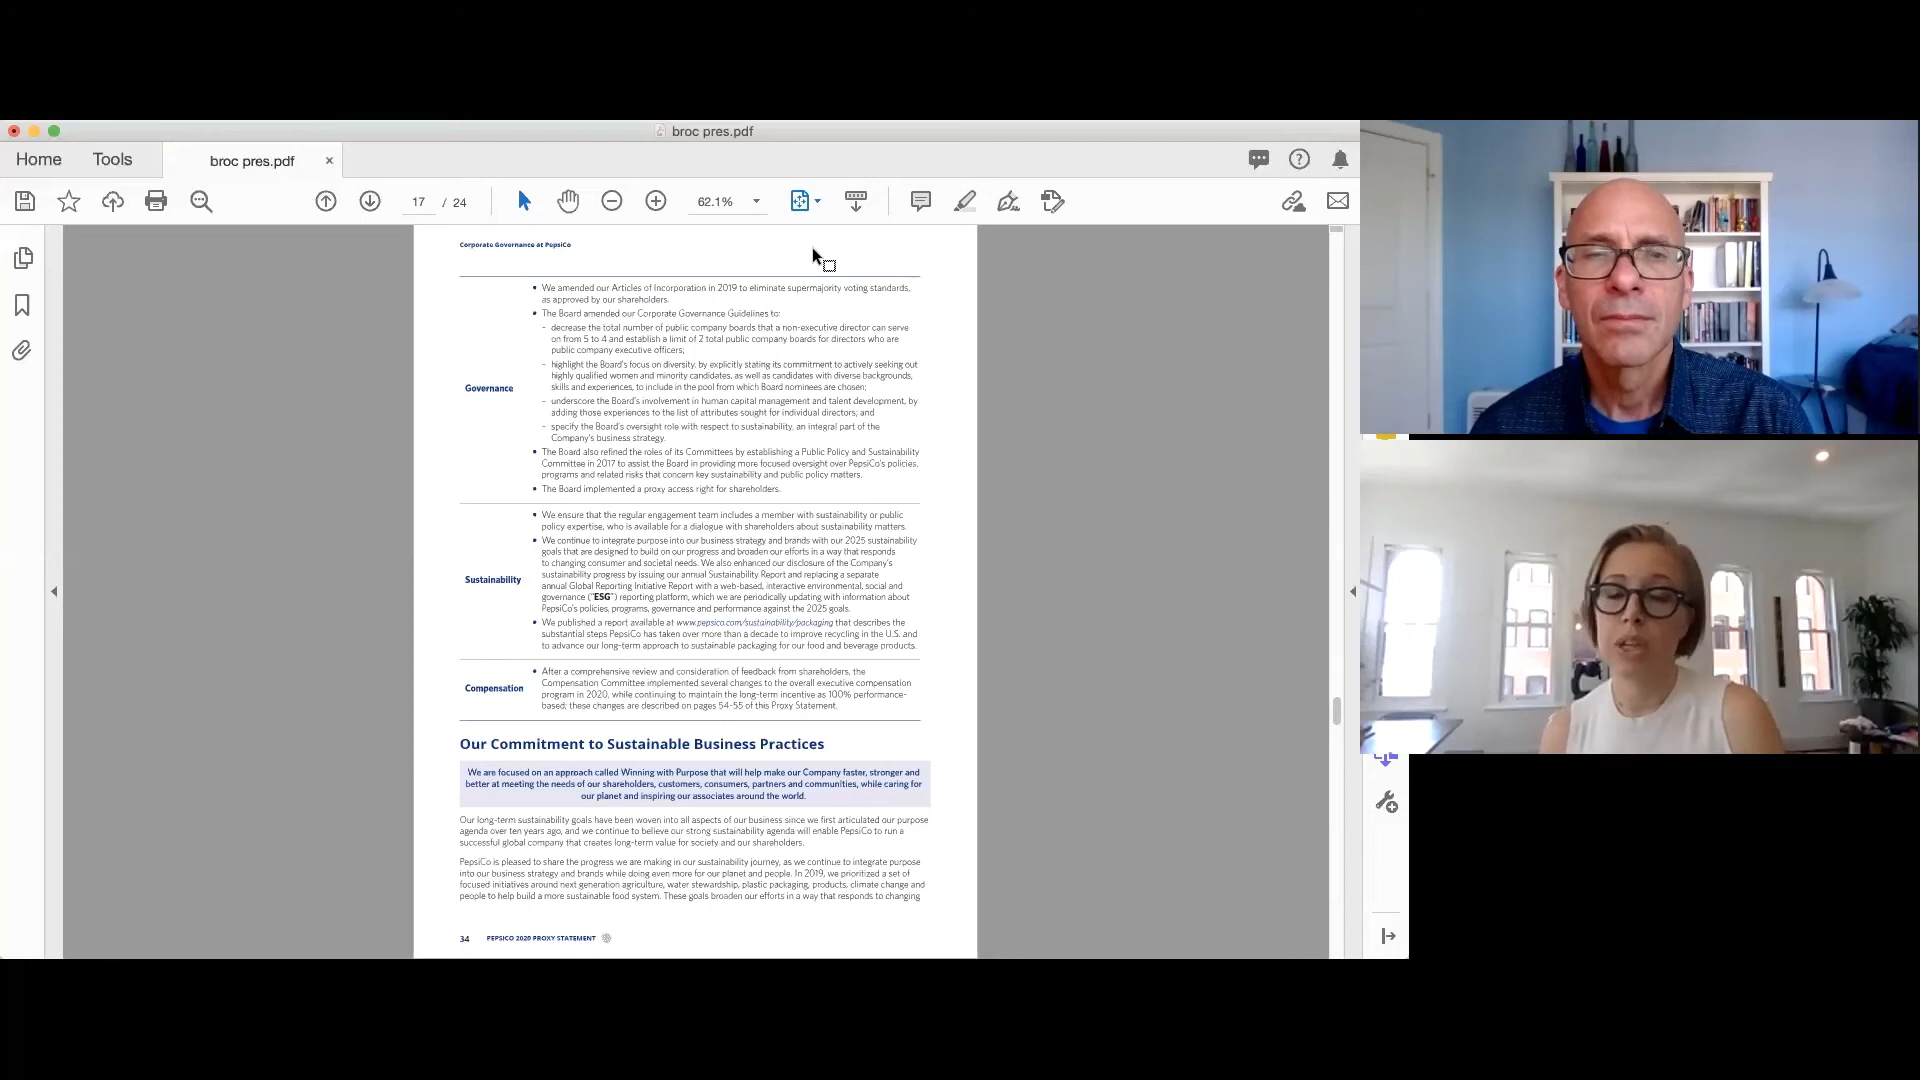 broc pres.pdf
Home Tools broc pres.pdf ×
17 / 24 62.1%
Corporate Governance at PepsiCo
• We amended our Articles of Incorporation in 2019 to eliminate supermajority voting standards,
as approved by our shareholders.
• The Board amended our Corporate Governance Guidelines to:
– decrease the total number of public company boards that a non-executive director can serve
on from 5 to 4 and establish a limit of 2 total public company boards for directors who are
public company executive officers;
– highlight the Board's focus on diversity, by explicitly stating its commitment to actively seeking out
highly qualified women and minority candidates, as well as candidates with diverse backgrounds,
skills and experiences, to include in the pool from which Board nominees are chosen;
Governance
– underscore the Board's involvement in human capital management and talent development, by
adding those experiences to the list of attributes sought for individual directors; and
– specify the Board's oversight role with respect to sustainability, an integral part of the
Company's business strategy.
• The Board also refined the roles of its Committees by establishing a Public Policy and Sustainability
Committee in 2017 to assist the Board in providing more focused oversight over PepsiCo's policies,
programs and related risks that concern key sustainability and public policy matters.
• The Board implemented a proxy access right for shareholders.
• We ensure that the regular engagement team includes a member with sustainability or public
policy expertise, who is available for a dialogue with shareholders about sustainability matters.
• We continue to integrate purpose into our business strategy and brands with our 2025 sustainability
goals that are designed to build on our progress and broaden our efforts in a way that responds
to changing consumer and societal needs. We also enhanced our disclosure of the Company's
sustainability progress by issuing our annual Sustainability Report and replacing a separate
Sustainability
annual Global Reporting Initiative Report with a web-based, interactive environmental, social and
governance ("ESG") reporting platform, which we are periodically updating with information about
PepsiCo's policies, programs, governance and performance against the 2025 goals.
• We published a report available at www.pepsico.com/sustainability/packaging that describes the
substantial steps PepsiCo has taken over more than a decade to improve recycling in the U.S. and
to advance our long-term approach to sustainable packaging for our food and beverage products.
• After a comprehensive review and consideration of feedback from shareholders, the
Compensation Committee implemented several changes to the overall executive compensation
Compensation
program in 2020, while continuing to maintain the long-term incentive as 100% performance-
based; these changes are described on pages 54-55 of this Proxy Statement.
Our Commitment to Sustainable Business Practices
We are focused on an approach called Winning with Purpose that will help make our Company faster, stronger and
better at meeting the needs of our shareholders, customers, consumers, partners and communities, while caring for
our planet and inspiring our associates around the world.
Our long-term sustainability goals have been woven into all aspects of our business since we first articulated our purpose
agenda over ten years ago, and we continue to believe our strong sustainability agenda will enable PepsiCo to run a
successful global company that creates long-term value for society and our shareholders.
PepsiCo is pleased to share the progress we are making in our sustainability journey, as we continue to integrate purpose
into our business strategy and brands while doing even more for our planet and people. In 2019, we prioritized a set of
focused initiatives around next generation agriculture, water stewardship, plastic packaging, products, climate change and
people to help build a more sustainable food system. These goals broaden our efforts in a way that responds to changing
34 PEPSICO 2020 PROXY STATEMENT